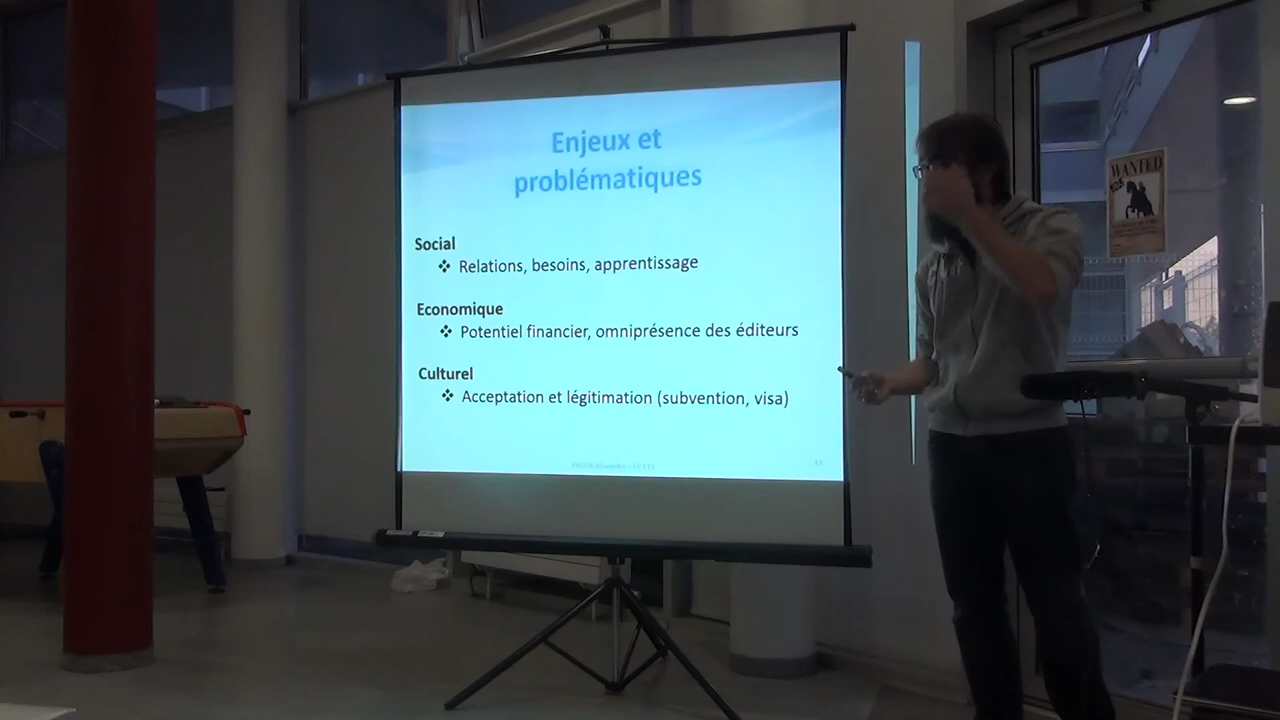 Enjeux et
problématiques
Social
❖ Relations, besoins, apprentissage
Economique
❖ Potentiel financier, omniprésence des éditeurs
Culturel
❖ Acceptation et légitimation (subvention, visa)
15
WANTED